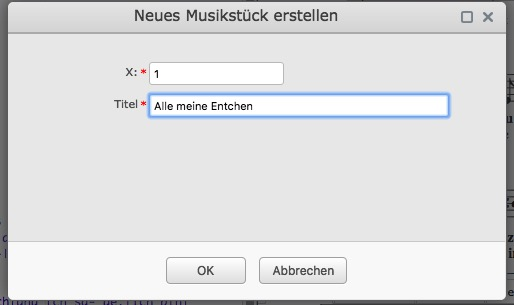 Neues Musikstück erstellen
X:* 1
Titel* Alle meine Entchen
OK Abbrechen